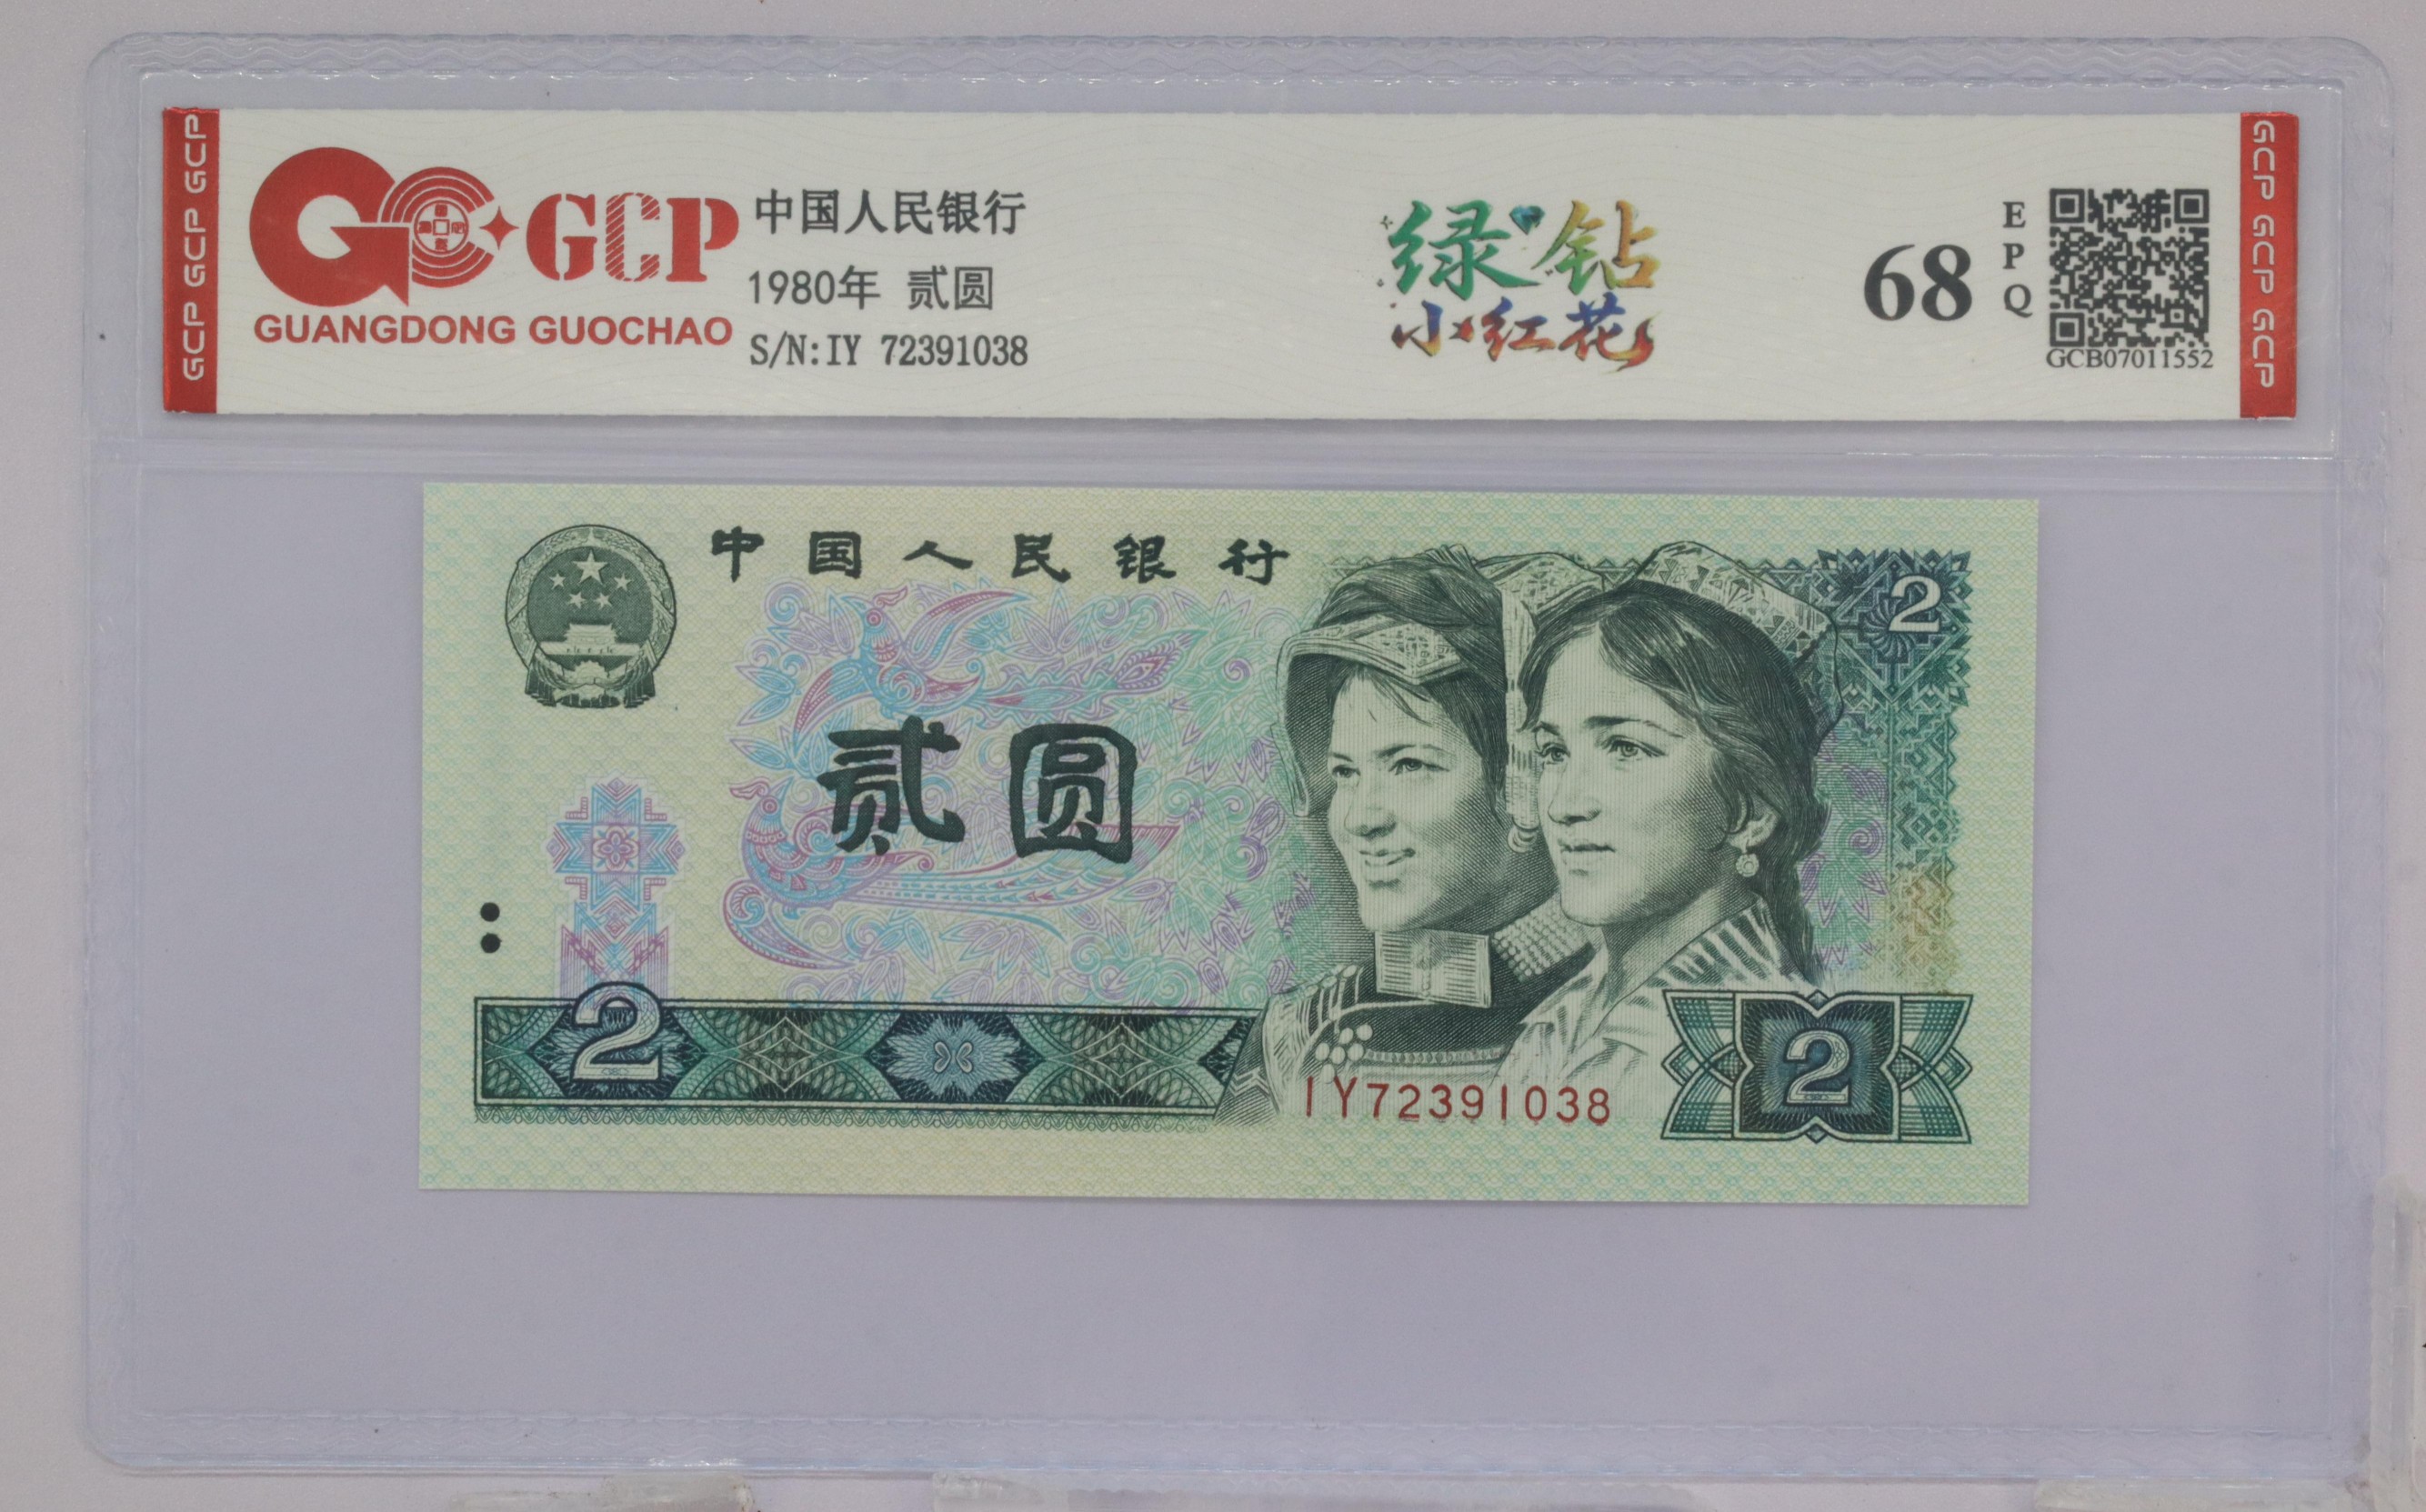 GCP GCP GCP
GCP
GUANGDONG GUOCHAO
中国人民银行
1980年 贰圆
S/N:IY 72391038
绿钻
小红花
68
EPQ
GCB07011552
GCP GCP GCP
中国人民银行
2
贰圆
2
IY72391038
2